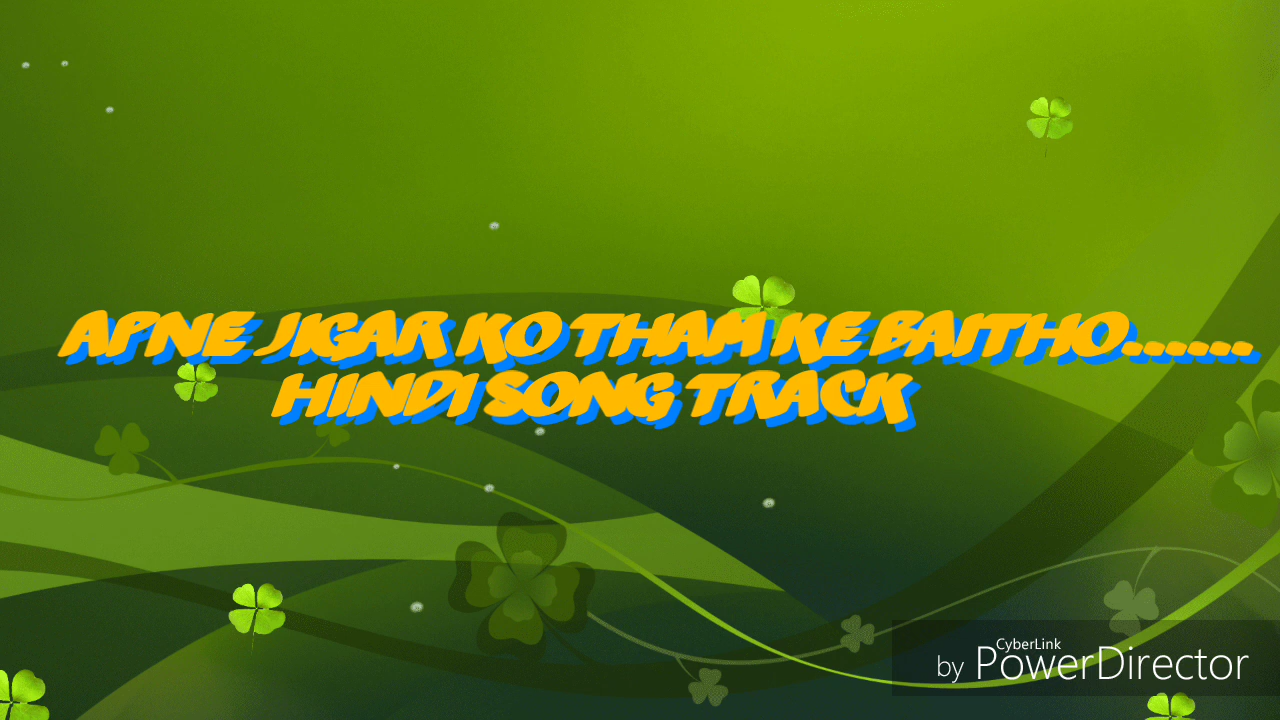 APNE JIGAR KO THAM KE BAITHO......
HINDI SONG TRACK
CyberLink
by PowerDirector